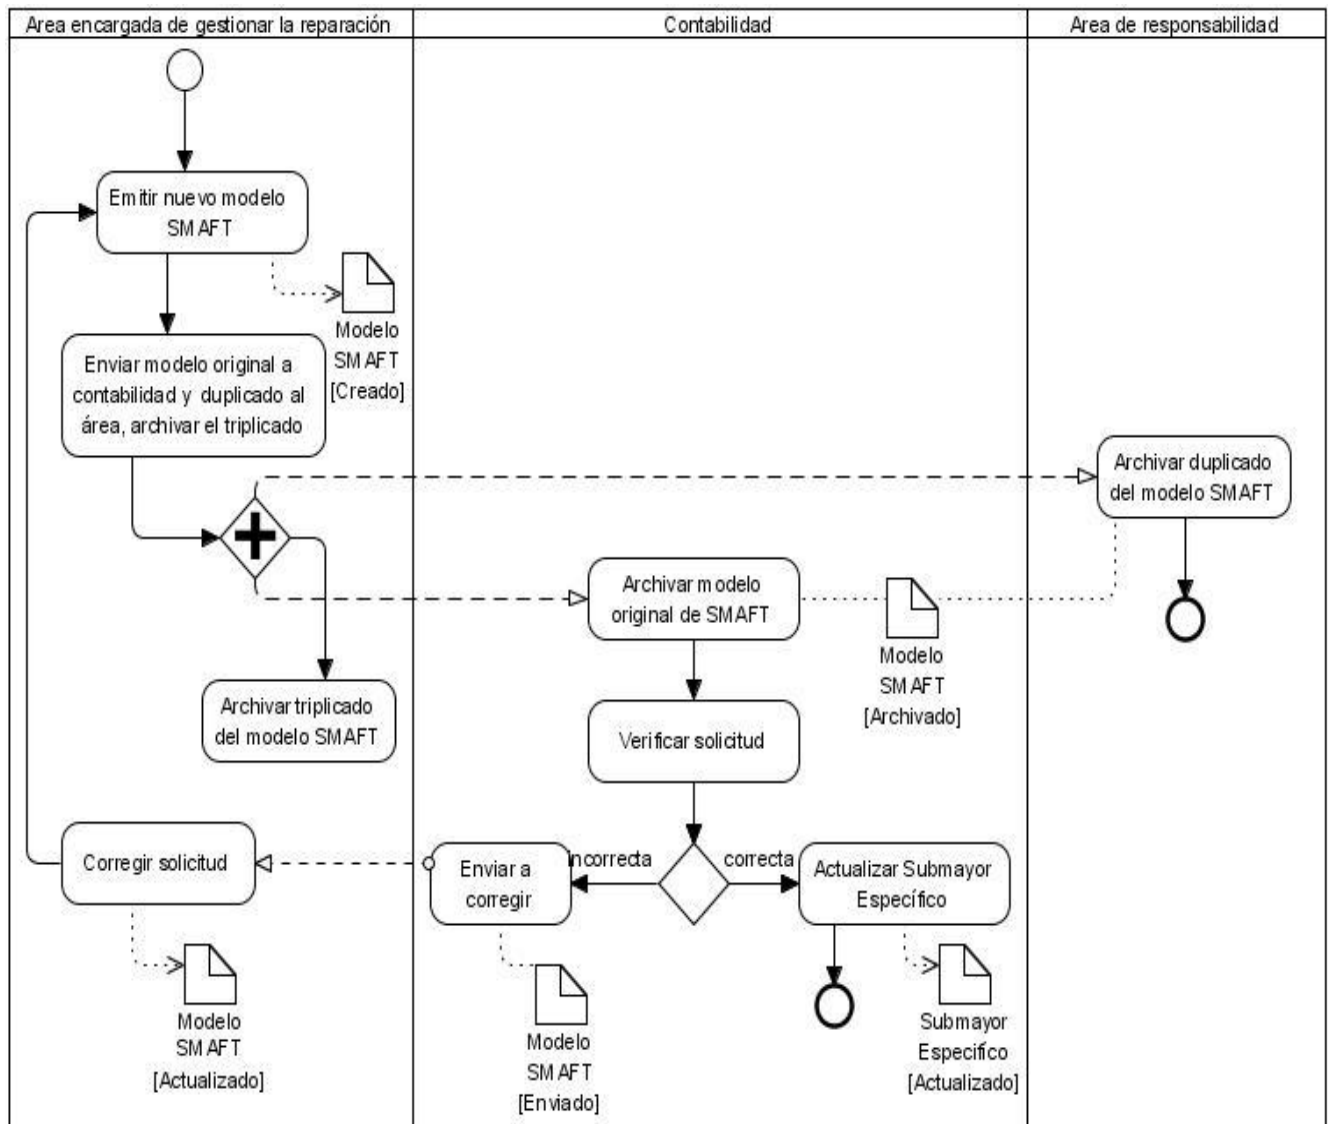 Area encargada de gestionar la reparación
Contabilidad
Area de responsabilidad
Emitir nuevo modelo
SMAFT
Modelo
SMAFT
[Creado]
Enviar modelo original a
contabilidad y duplicado al
área, archivar el triplicado
Archivar duplicado
del modelo SMAFT
Archivar modelo
original de SMAFT
Modelo
SMAFT
[Archivado]
Archivar triplicado
del modelo SMAFT
Verificar solicitud
Corregir solicitud
Enviar a
corregir
Incorrecta
correcta
Actualizar Submayor
Específico
Modelo
SMAFT
[Actualizado]
Modelo
SMAFT
[Enviado]
Submayor
Especifíco
[Actualizado]